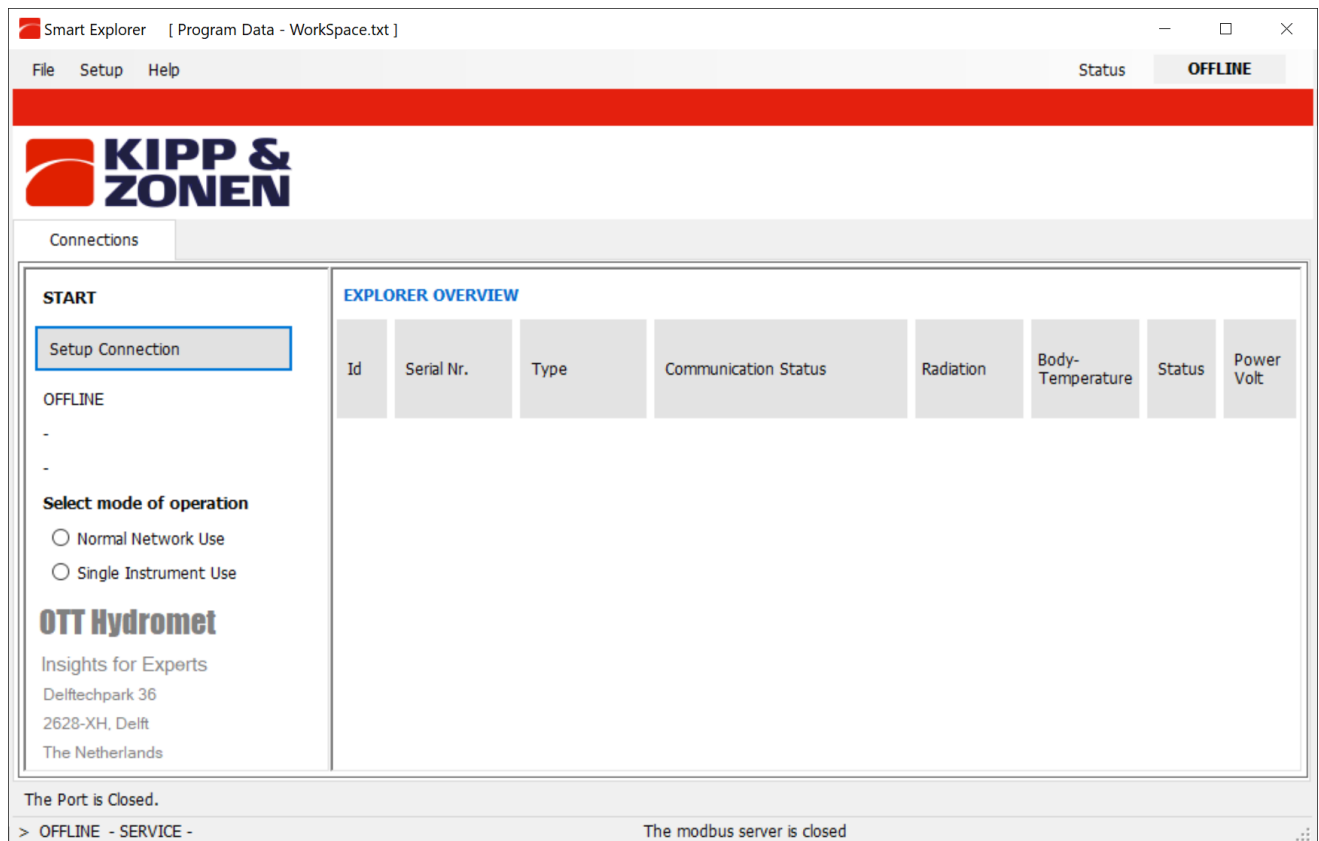 Smart Explorer [ Program Data - WorkSpace.txt ]
File Setup Help Status OFFLINE
KIPP &
ZONEN
Connections
START
Setup Connection
OFFLINE
-
-
Select mode of operation
Normal Network Use
Single Instrument Use
OTT Hydromet
Insights for Experts
Delftechpark 36
2628-XH, Delft
The Netherlands
EXPLORER OVERVIEW
Id Serial Nr. Type Communication Status Radiation Body-Temperature Status Power Volt
The Port is Closed.
> OFFLINE - SERVICE - The modbus server is closed